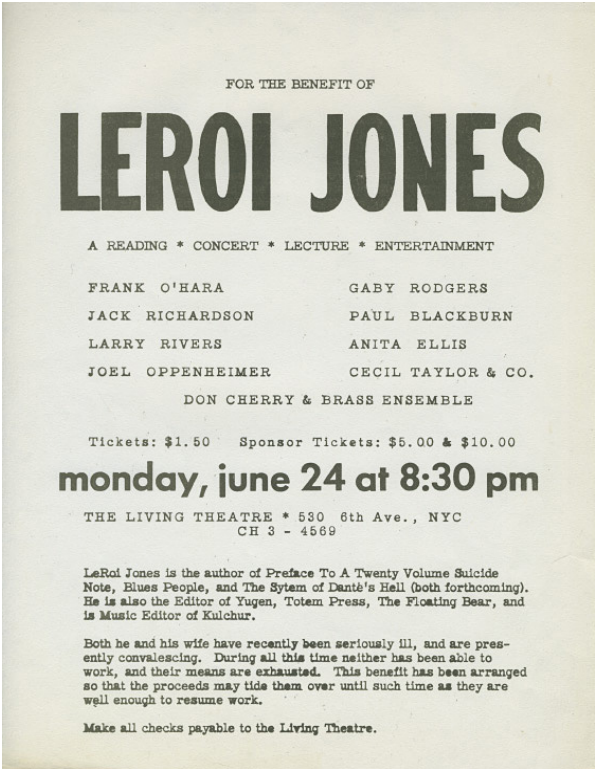 FOR THE BENEFIT OF
LEROI JONES
A READING * CONCERT * LECTURE * ENTERTAINMENT
FRANK O'HARA GABY RODGERS
JACK RICHARDSON PAUL BLACKBURN
LARRY RIVERS ANITA ELLIS
JOEL OPPENHEIMER CECIL TAYLOR & CO.
DON CHERRY & BRASS ENSEMBLE
Tickets: $1.50 Sponsor Tickets: $5.00 & $10.00
monday, june 24 at 8:30 pm
THE LIVING THEATRE * 530 6th Ave., NYC
CH 3 - 4569
LeRoi Jones is the author of Preface To A Twenty Volume Suicide
Note, Blues People, and The Sytem of Dante's Hell (both forthcoming).
He is also the Editor of Yugen, Totem Press, The Floating Bear, and
is Music Editor of Kulchur.
Both he and his wife have recently been seriously ill, and are pres-
ently convalescing. During all this time neither has been able to
work, and their means are exhausted. This benefit has been arranged
so that the proceeds may tide them over until such time as they are
well enough to resume work.
Make all checks payable to the Living Theatre.